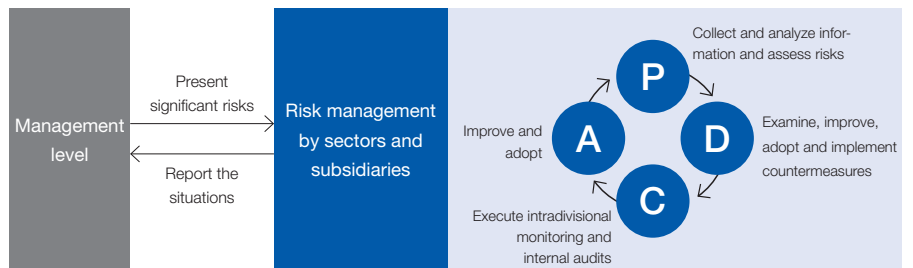 Management
level
Present
significant risks
Report the
situations
Risk management
by sectors and
subsidiaries
P
Collect and analyze infor-
mation and assess risks
D
Examine, improve,
adopt and implement
countermeasures
C
Execute intradivisional
monitoring and
internal audits
A
Improve and
adopt